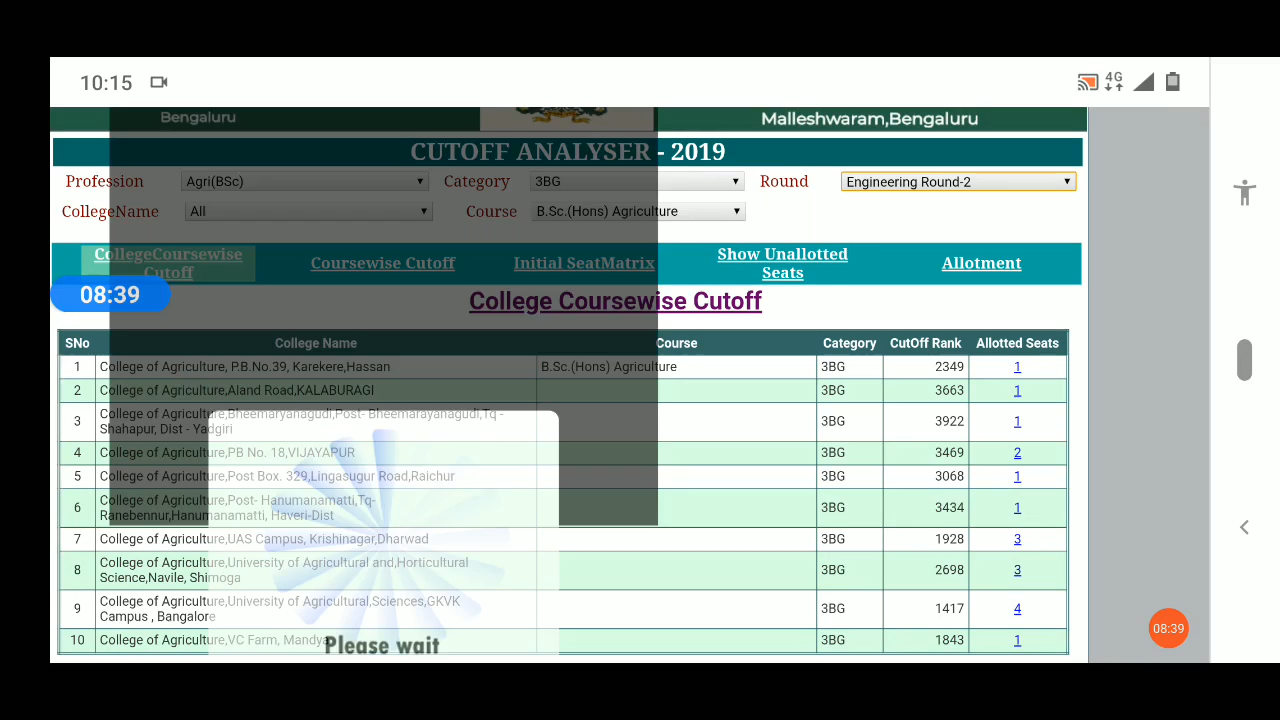 10:15
4G
Bengaluru
Malleshwaram,Bengaluru
CUTOFF ANALYSER - 2019
Profession Agri(BSc) Category 3BG Round Engineering Round-2
CollegeName All Course B.Sc.(Hons) Agriculture
CollegeCoursewise Cutoff Coursewise Cutoff Initial SeatMatrix Show Unallotted Seats Allotment
08:39
College Coursewise Cutoff
SNo College Name Course Category CutOff Rank Allotted Seats
1 College of Agriculture, P.B.No.39, Karekere,Hassan B.Sc.(Hons) Agriculture 3BG 2349 1
2 College of Agriculture,Aland Road,KALABURAGI 3BG 3663 1
3 College of Agriculture,Bheemaryanagudi,Post- Bheemarayanagudi,Tq - 3BG 3922 1
Shahapur, Dist - Yadgiri
4 College of Agriculture,PB No. 18,VIJAYAPUR 3BG 3469 2
5 College of Agriculture,Post Box. 329,Lingasugur Road,Raichur 3BG 3068 1
6 College of Agriculture,Post- Hanumanamatti,Tq- 3BG 3434 1
Ranebennur,Hanumanamatti, Haveri-Dist
7 College of Agriculture,UAS Campus, Krishinagar,Dharwad 3BG 1928 3
8 College of Agriculture,University of Agricultural and,Horticultural 3BG 2698 3
Science,Navile, Shimoga
9 College of Agriculture,University of Agricultural,Sciences,GKVK 3BG 1417 4
Campus , Bangalore
10 College of Agriculture,VC Farm, Mandya 3BG 1843 1
Please wait
08:39